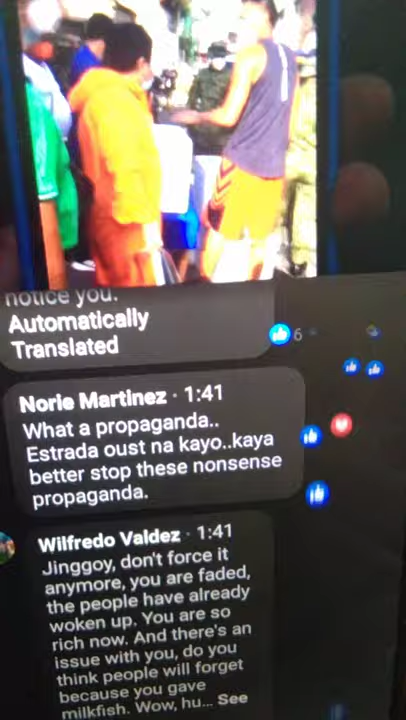 notice you.
Automatically
Translated
6
Norie Martinez · 1:41
What a propaganda..
Estrada oust na kayo..kaya
better stop these nonsense
propaganda.
Wilfredo Valdez · 1:41
Jinggoy, don't force it
anymore, you are faded,
the people have already
woken up. You are so
rich now. And there's an
issue with you, do you
think people will forget
because you gave
milkfish. Wow, hu... See